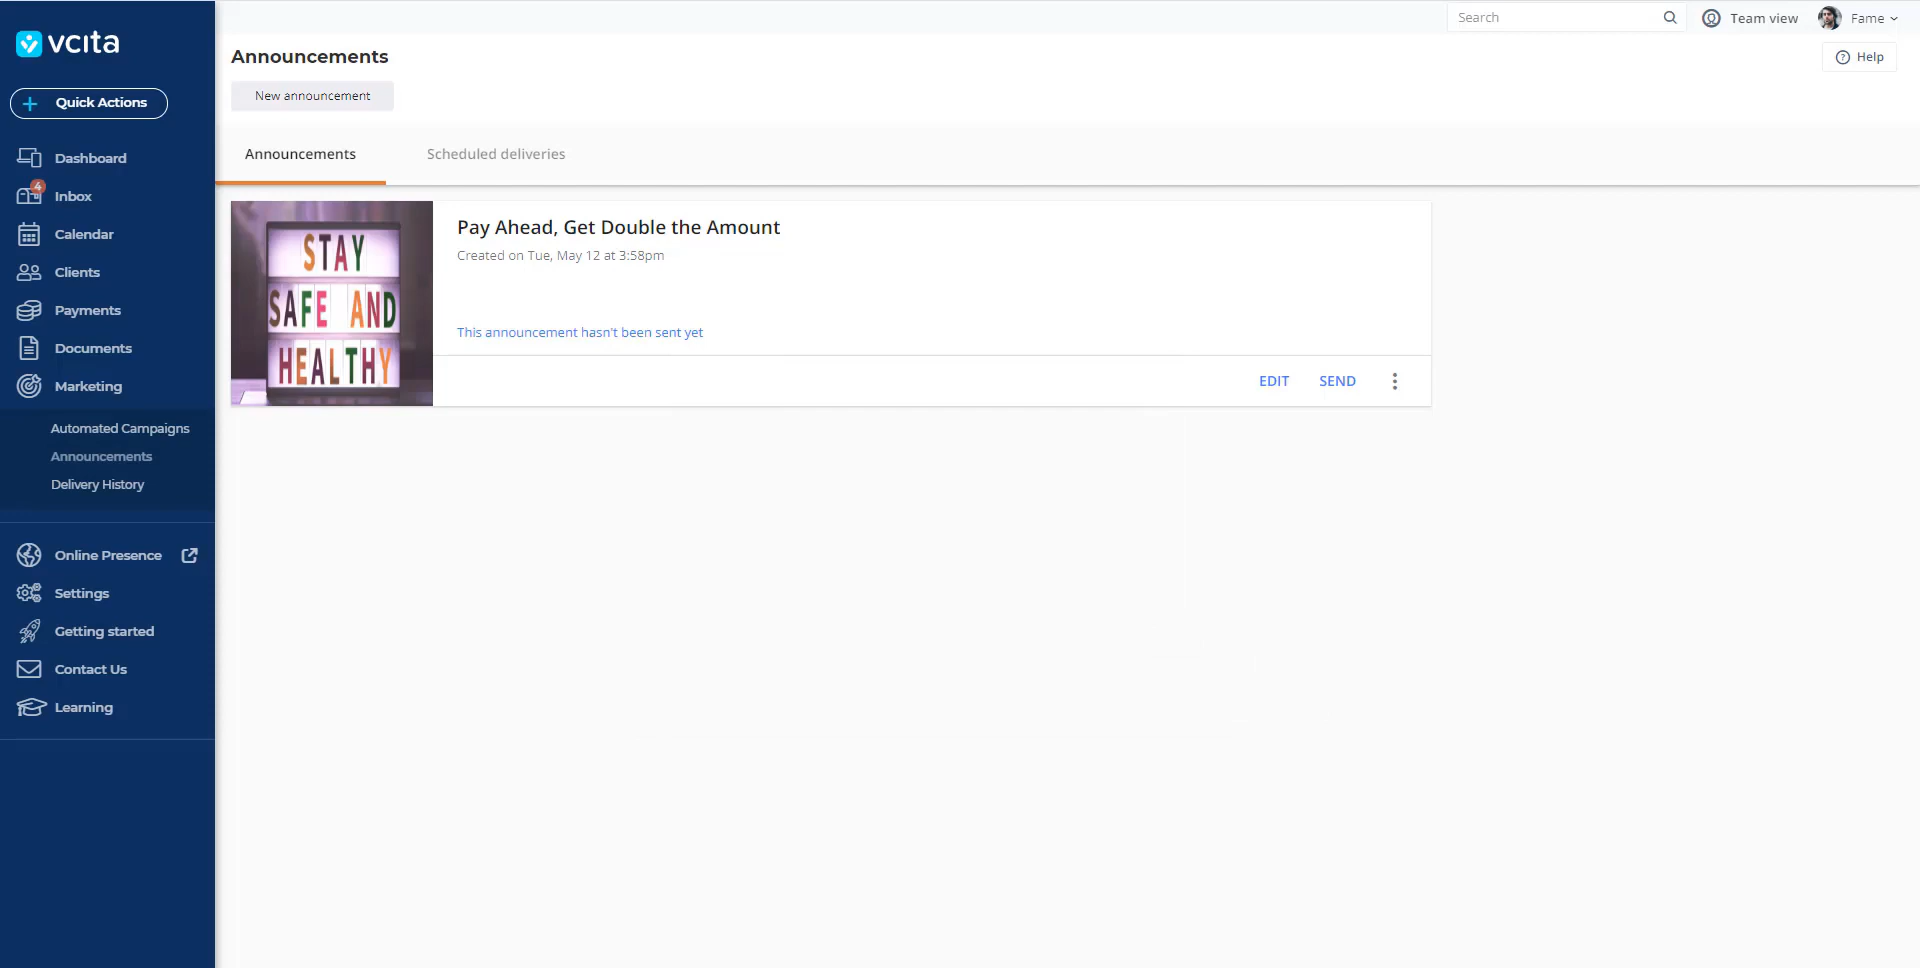 vcita
Search
Team view
Fame
Quick Actions
Dashboard
4
Inbox
Calendar
Clients
Payments
Documents
Marketing
Automated Campaigns
Announcements
Delivery History
Online Presence
Settings
Getting started
Contact Us
Learning
Announcements
Help
New announcement
Announcements
Scheduled deliveries
STAY
SAFE AND
HEALTHY
Pay Ahead, Get Double the Amount
Created on Tue, May 12 at 3:58pm
This announcement hasn't been sent yet
EDIT
SEND